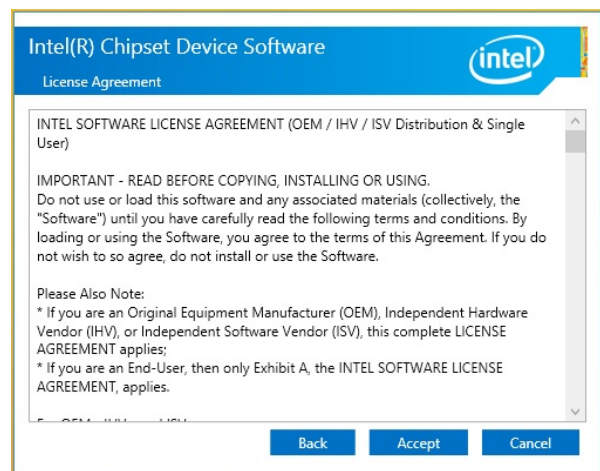 Intel(R) Chipset Device Software
intel
License Agreement
INTEL SOFTWARE LICENSE AGREEMENT (OEM / IHV / ISV Distribution & Single
User)
IMPORTANT - READ BEFORE COPYING, INSTALLING OR USING.
Do not use or load this software and any associated materials (collectively, the
"Software") until you have carefully read the following terms and conditions. By
loading or using the Software, you agree to the terms of this Agreement. If you do
not wish to so agree, do not install or use the Software.
Please Also Note:
* If you are an Original Equipment Manufacturer (OEM), Independent Hardware
Vendor (IHV), or Independent Software Vendor (ISV), this complete LICENSE
AGREEMENT applies;
* If you are an End-User, then only Exhibit A, the INTEL SOFTWARE LICENSE
AGREEMENT, applies.
Back Accept Cancel